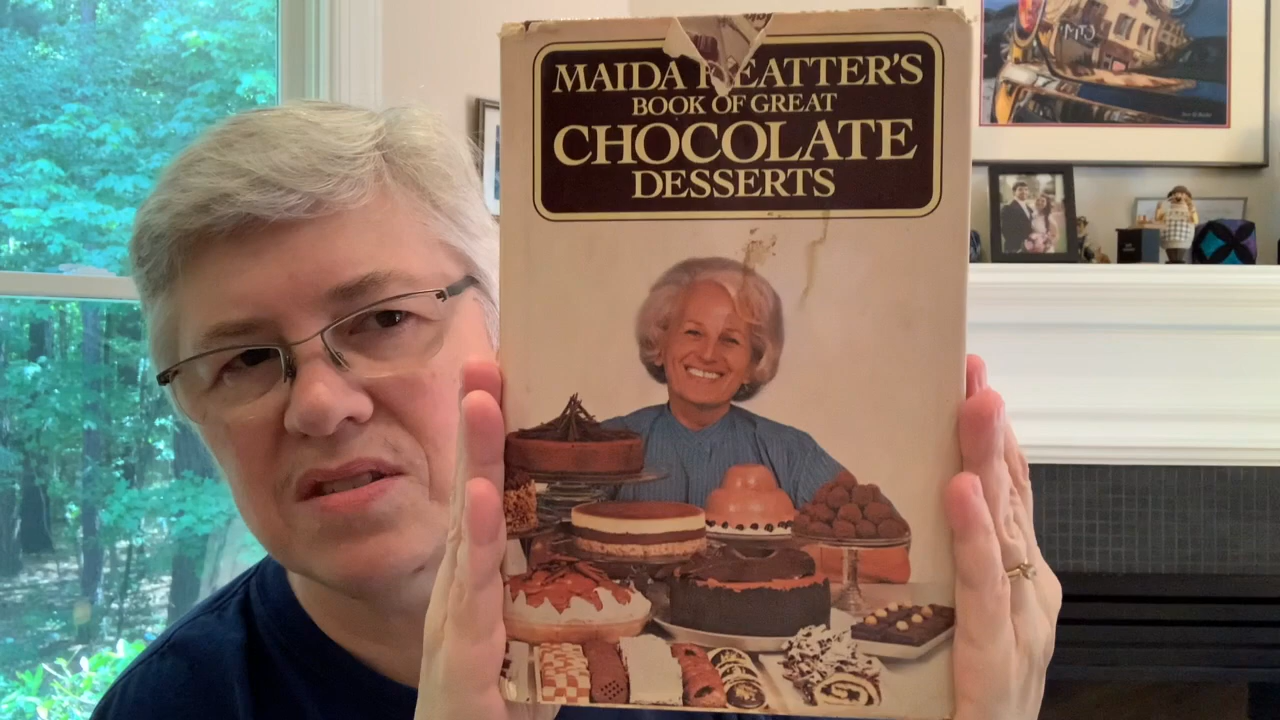 MAIDA HEATTER'S
BOOK OF GREAT
CHOCOLATE
DESSERTS